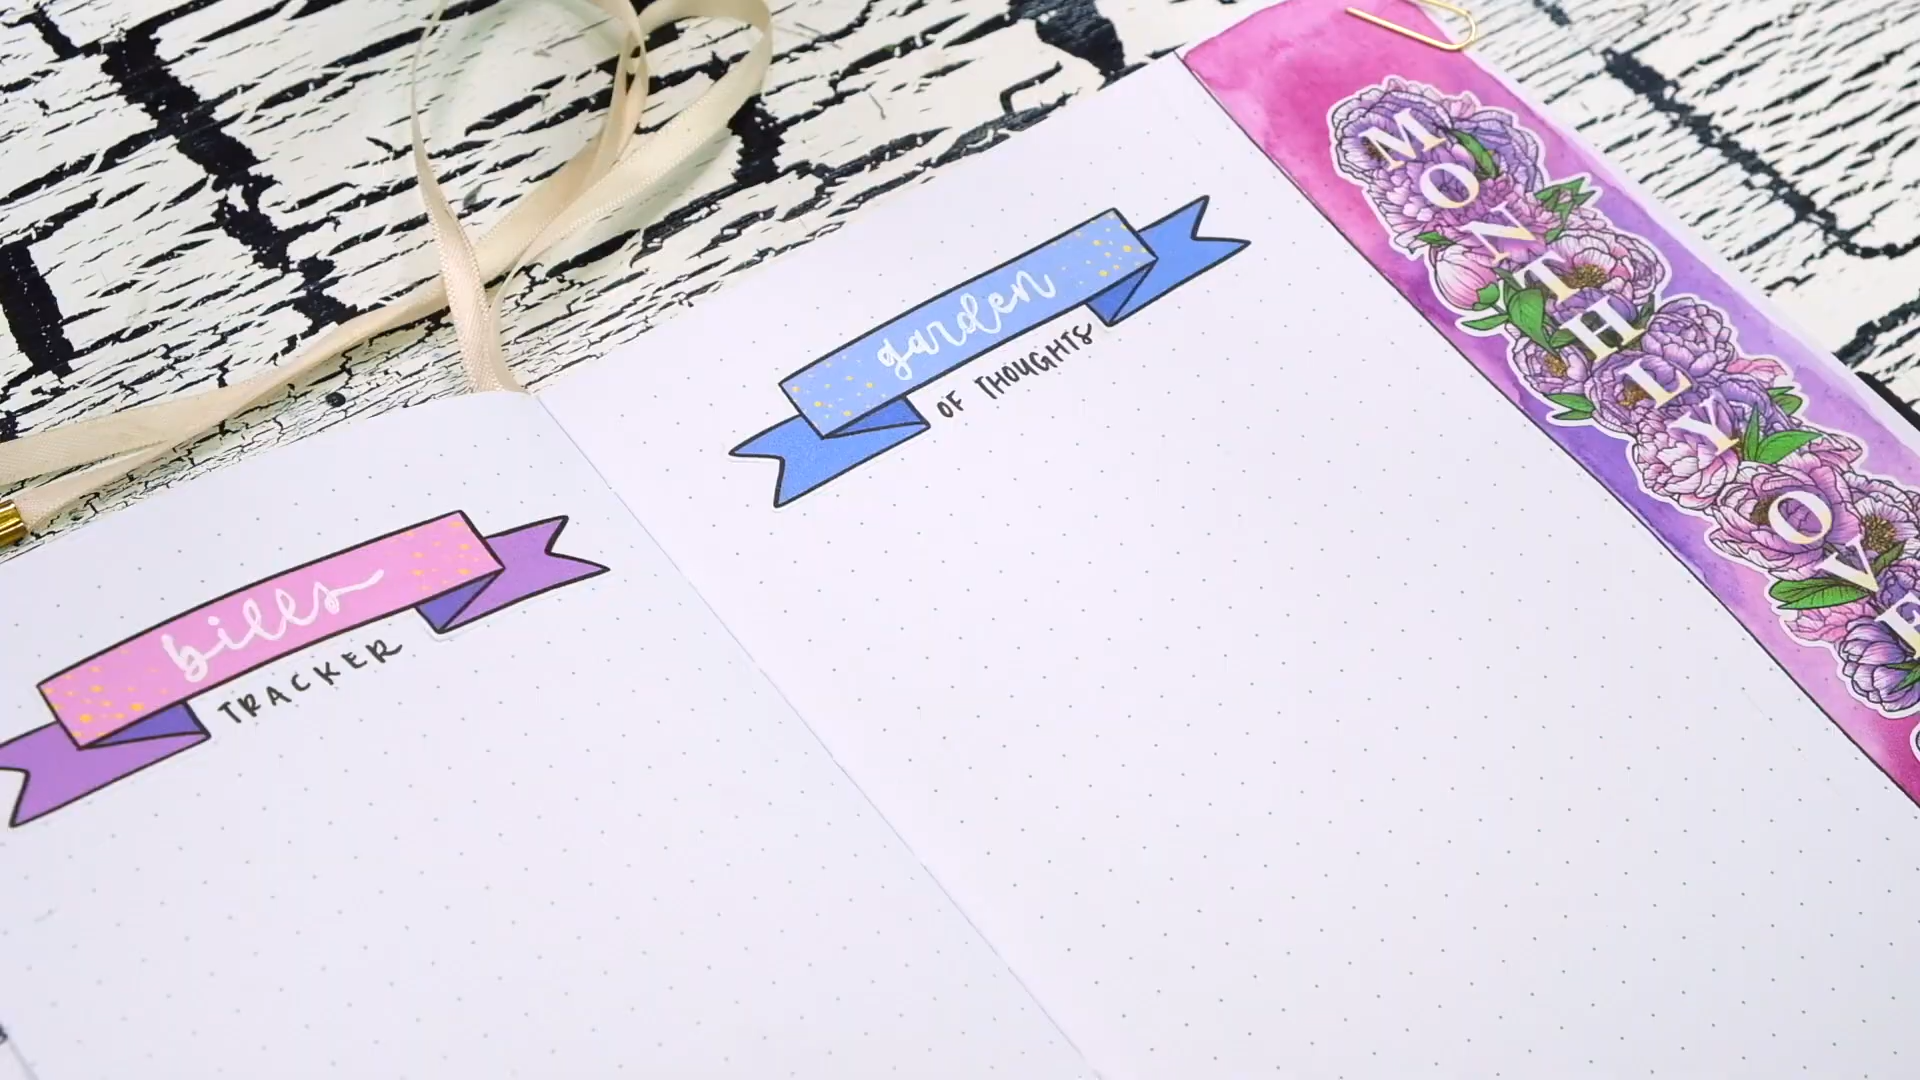 bills
TRACKER
garden
OF THOUGHTS
MONTHLY OVE